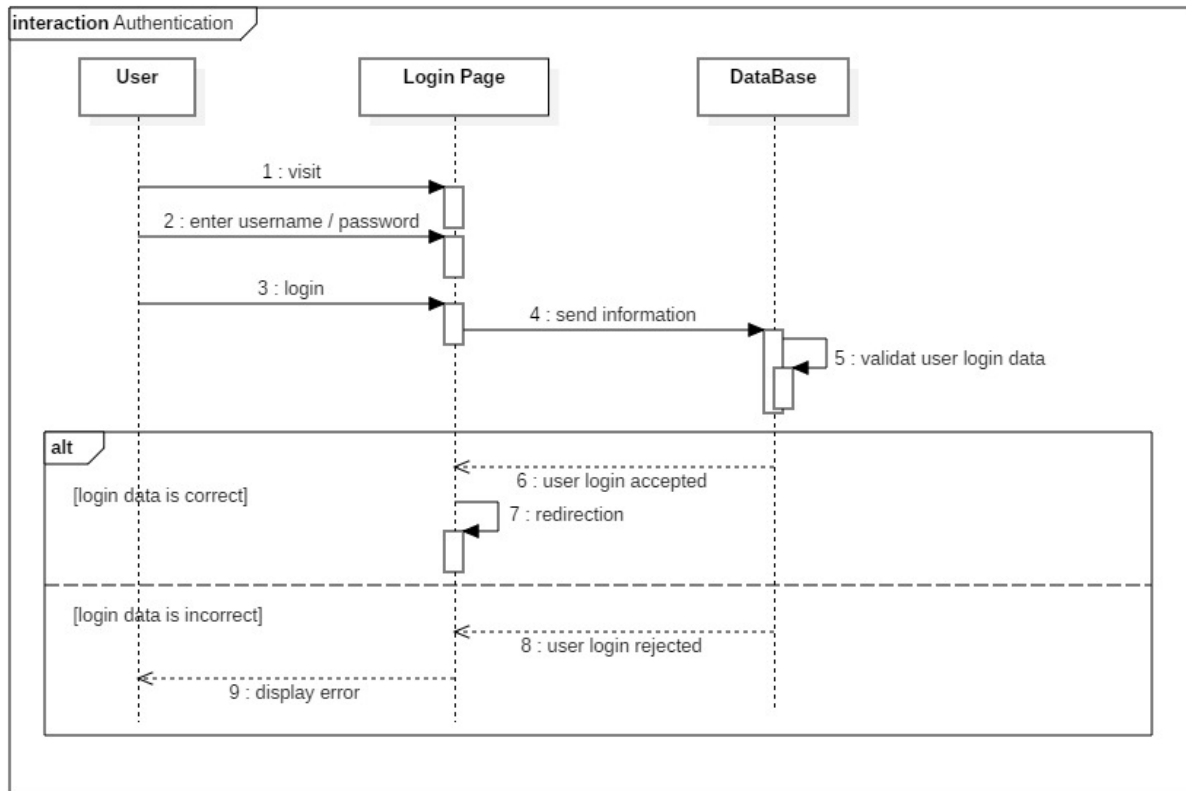 interaction Authentication
User
Login Page
DataBase
1 : visit
2 : enter username / password
3 : login
4 : send information
5 : validat user login data
alt
6 : user login accepted
[login data is correct]
7 : redirection
[login data is incorrect]
8 : user login rejected
9 : display error